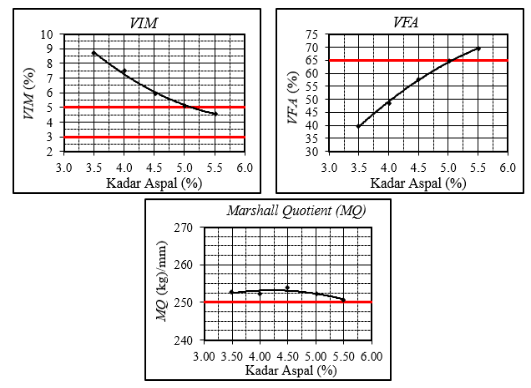 VIM
10
9
8
7
6
5
4
3
2
VIM (%)
3.0 3.5 4.0 4.5 5.0 5.5 6.0
Kadar Aspal (%)
VFA
75
70
65
60
55
50
45
40
35
30
VFA (%)
3.0 3.5 4.0 4.5 5.0 5.5 6.0
Kadar Aspal (%)
Marshall Quotient (MQ)
270
260
250
240
MQ (kg)/mm)
3.00 3.50 4.00 4.50 5.00 5.50 6.00
Kadar Aspal (%)